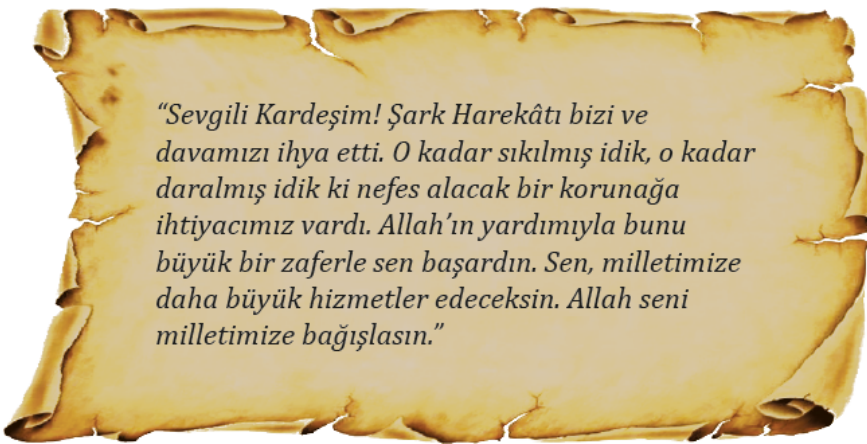 “Sevgili Kardeşim! Şark Harekâtı bizi ve
davamızı ihya etti. O kadar sıkılmış idik, o kadar
daralmış idik ki nefes alacak bir korunağa
ihtiyacımız vardı. Allah’ın yardımıyla bunu
büyük bir zaferle sen başardın. Sen, milletimize
daha büyük hizmetler edeceksin. Allah seni
milletimize bağışlasın.”